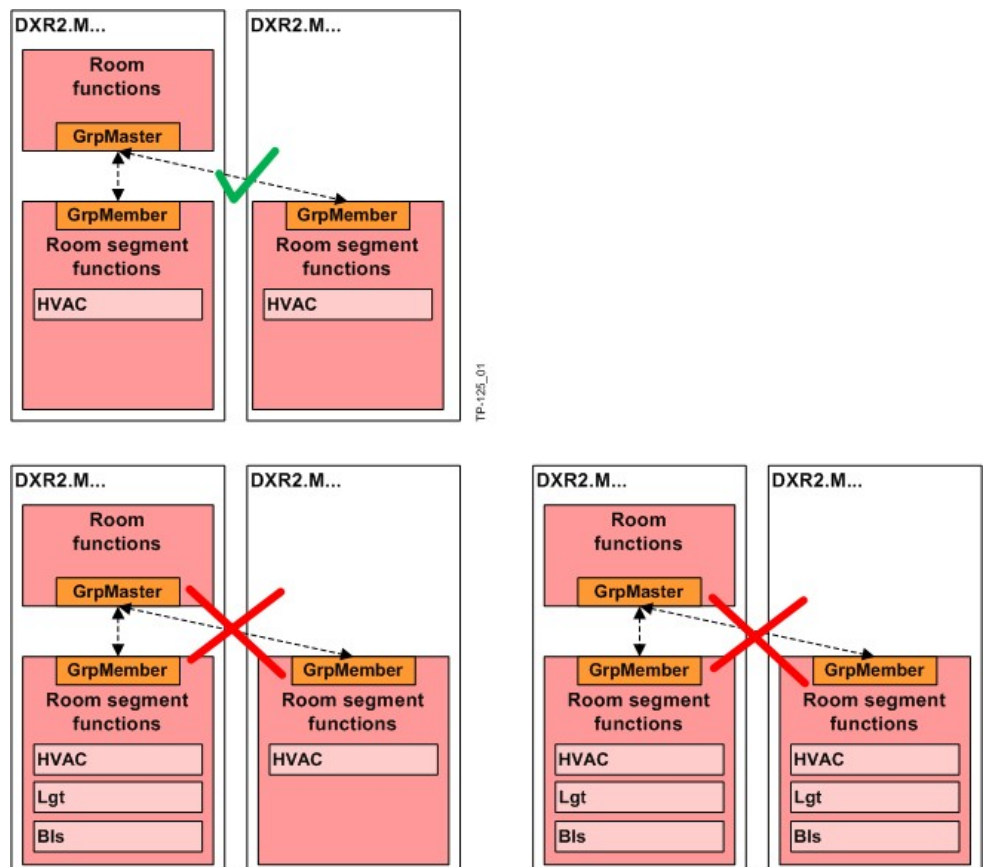 DXR2.M...
Room
functions
GrpMaster
GrpMember
Room segment
functions
HVAC
DXR2.M...
GrpMember
Room segment
functions
HVAC
TP-125_01
DXR2.M...
Room
functions
GrpMaster
GrpMember
Room segment
functions
HVAC
Lgt
Bls
DXR2.M...
GrpMember
Room segment
functions
HVAC
DXR2.M...
Room
functions
GrpMaster
GrpMember
Room segment
functions
HVAC
Lgt
Bls
DXR2.M...
GrpMember
Room segment
functions
HVAC
Lgt
Bls